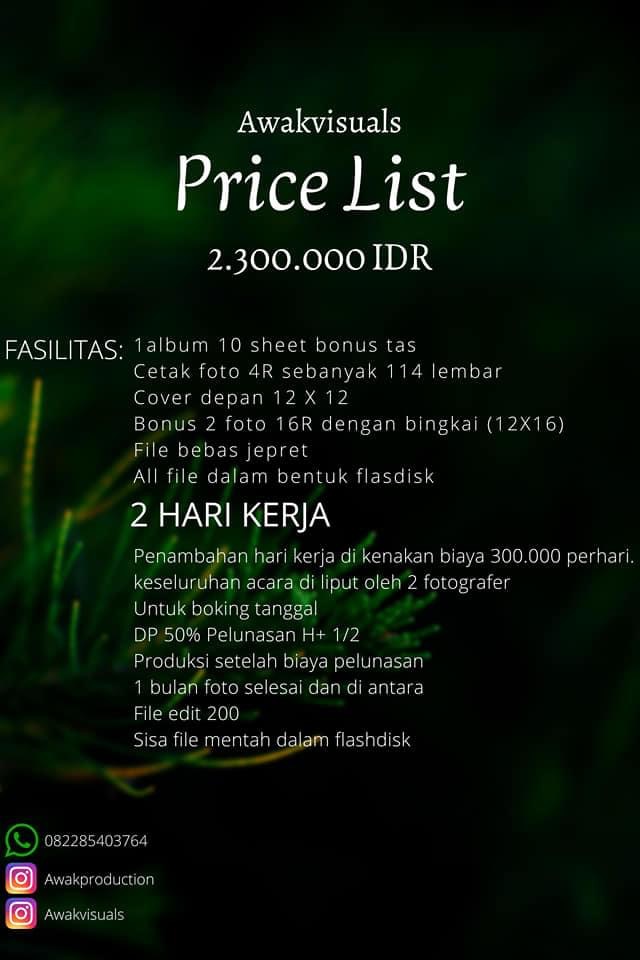 Awakvisuals
Price List
2.300.000 IDR
FASILITAS: 1album 10 sheet bonus tas
Cetak foto 4R sebanyak 114 lembar
Cover depan 12 X 12
Bonus 2 foto 16R dengan bingkai (12X16)
File bebas jepret
All file dalam bentuk flasdisk
2 HARI KERJA
Penambahan hari kerja di kenakan biaya 300.000 perhari.
keseluruhan acara di liput oleh 2 fotografer
Untuk boking tanggal
DP 50% Pelunasan H+ 1/2
Produksi setelah biaya pelunasan
1 bulan foto selesai dan di antara
File edit 200
Sisa file mentah dalam flashdisk
082285403764
Awakproduction
Awakvisuals